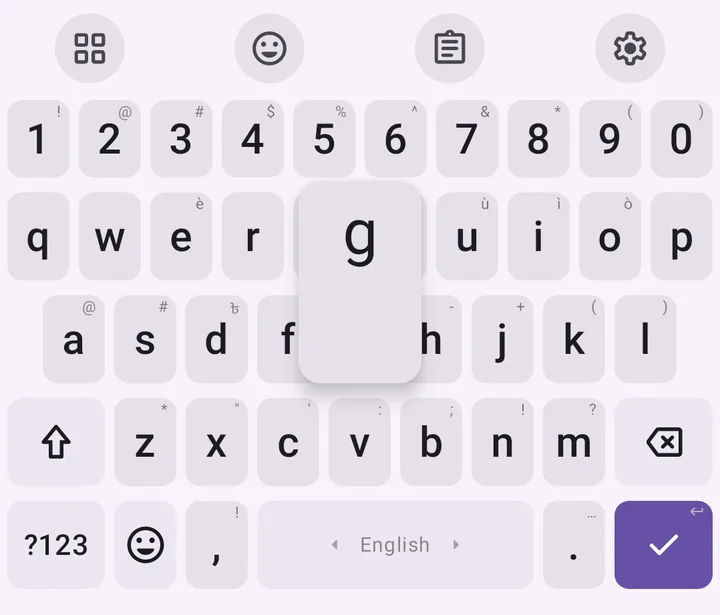 ! @ # $ % ^ & * ( )
1 2 3 4 5 6 7 8 9 0
è ù ì ò
q w e r g u i o p
@ # ъ - + ( )
a s d f h j k l
* " ' : ; ! ?
z x c v b n m
! …
?123 , English .